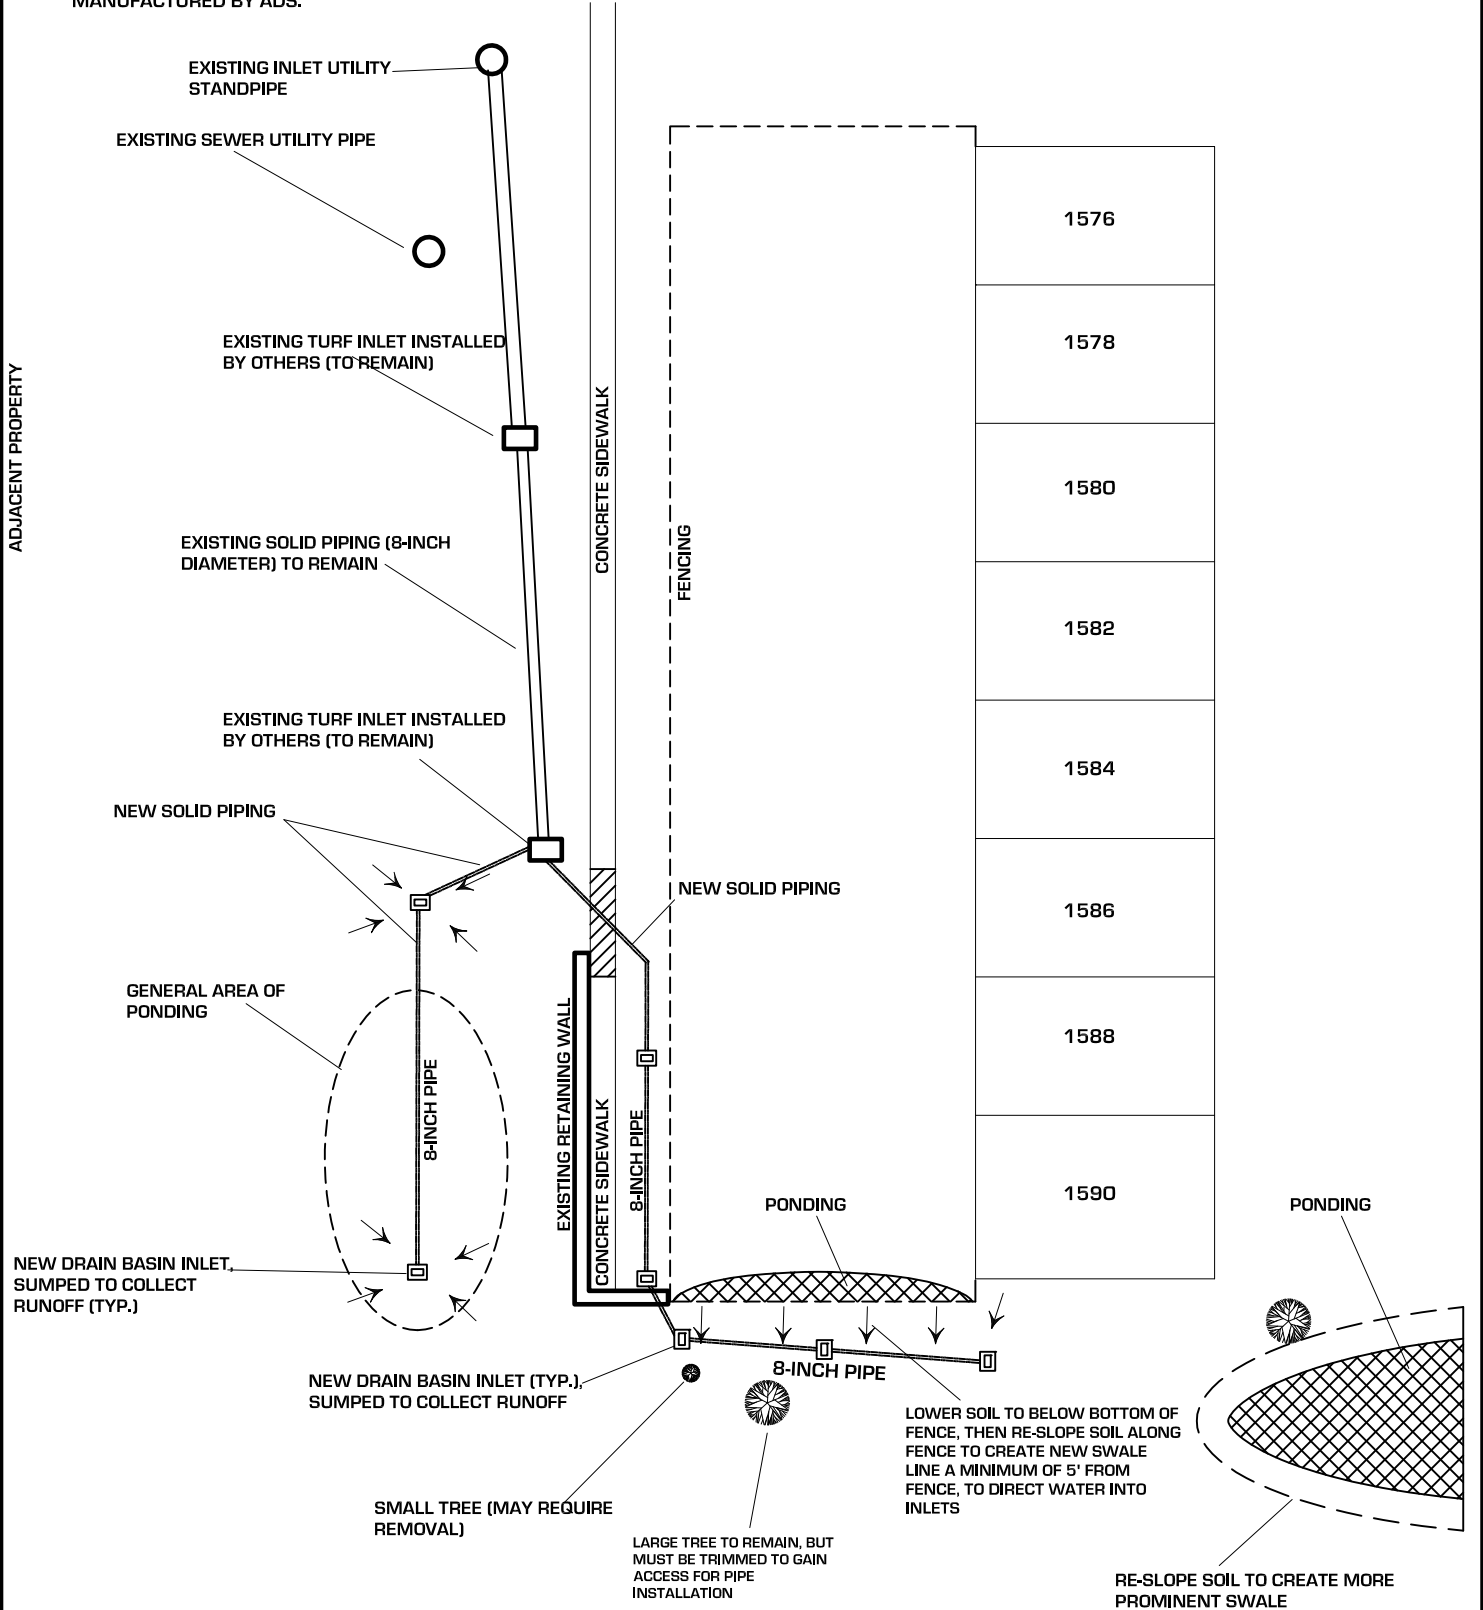 MANUFACTURED BY ADS.
EXISTING INLET UTILITY
STANDPIPE
EXISTING SEWER UTILITY PIPE
1576
1578
EXISTING TURF INLET INSTALLED
BY OTHERS (TO REMAIN)
ADJACENT PROPERTY
CONCRETE SIDEWALK
1580
FENCING
EXISTING SOLID PIPING (8-INCH
DIAMETER) TO REMAIN
1582
EXISTING TURF INLET INSTALLED
BY OTHERS (TO REMAIN)
1584
NEW SOLID PIPING
NEW SOLID PIPING
1586
GENERAL AREA OF
PONDING
1588
8-INCH PIPE
EXISTING RETAINING WALL
CONCRETE SIDEWALK
8-INCH PIPE
1590
PONDING
PONDING
NEW DRAIN BASIN INLET,
SUMPED TO COLLECT
RUNOFF (TYP.)
NEW DRAIN BASIN INLET (TYP.),
SUMPED TO COLLECT RUNOFF
8-INCH PIPE
LOWER SOIL TO BELOW BOTTOM OF
FENCE, THEN RE-SLOPE SOIL ALONG
FENCE TO CREATE NEW SWALE
LINE A MINIMUM OF 5' FROM
FENCE, TO DIRECT WATER INTO
INLETS
SMALL TREE (MAY REQUIRE
REMOVAL)
LARGE TREE TO REMAIN, BUT
MUST BE TRIMMED TO GAIN
ACCESS FOR PIPE
INSTALLATION
RE-SLOPE SOIL TO CREATE MORE
PROMINENT SWALE